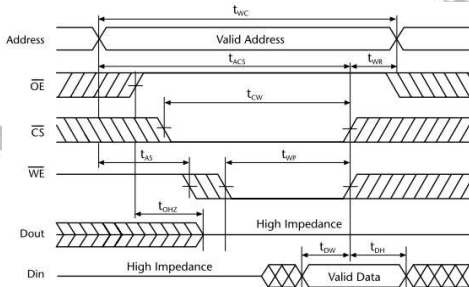 tWC
Address
Valid Address
tACS
tWR
OE
tCW
CS
tAS
tWP
WE
tOHZ
Dout
High Impedance
tDW
tDH
Din
High Impedance
Valid Data